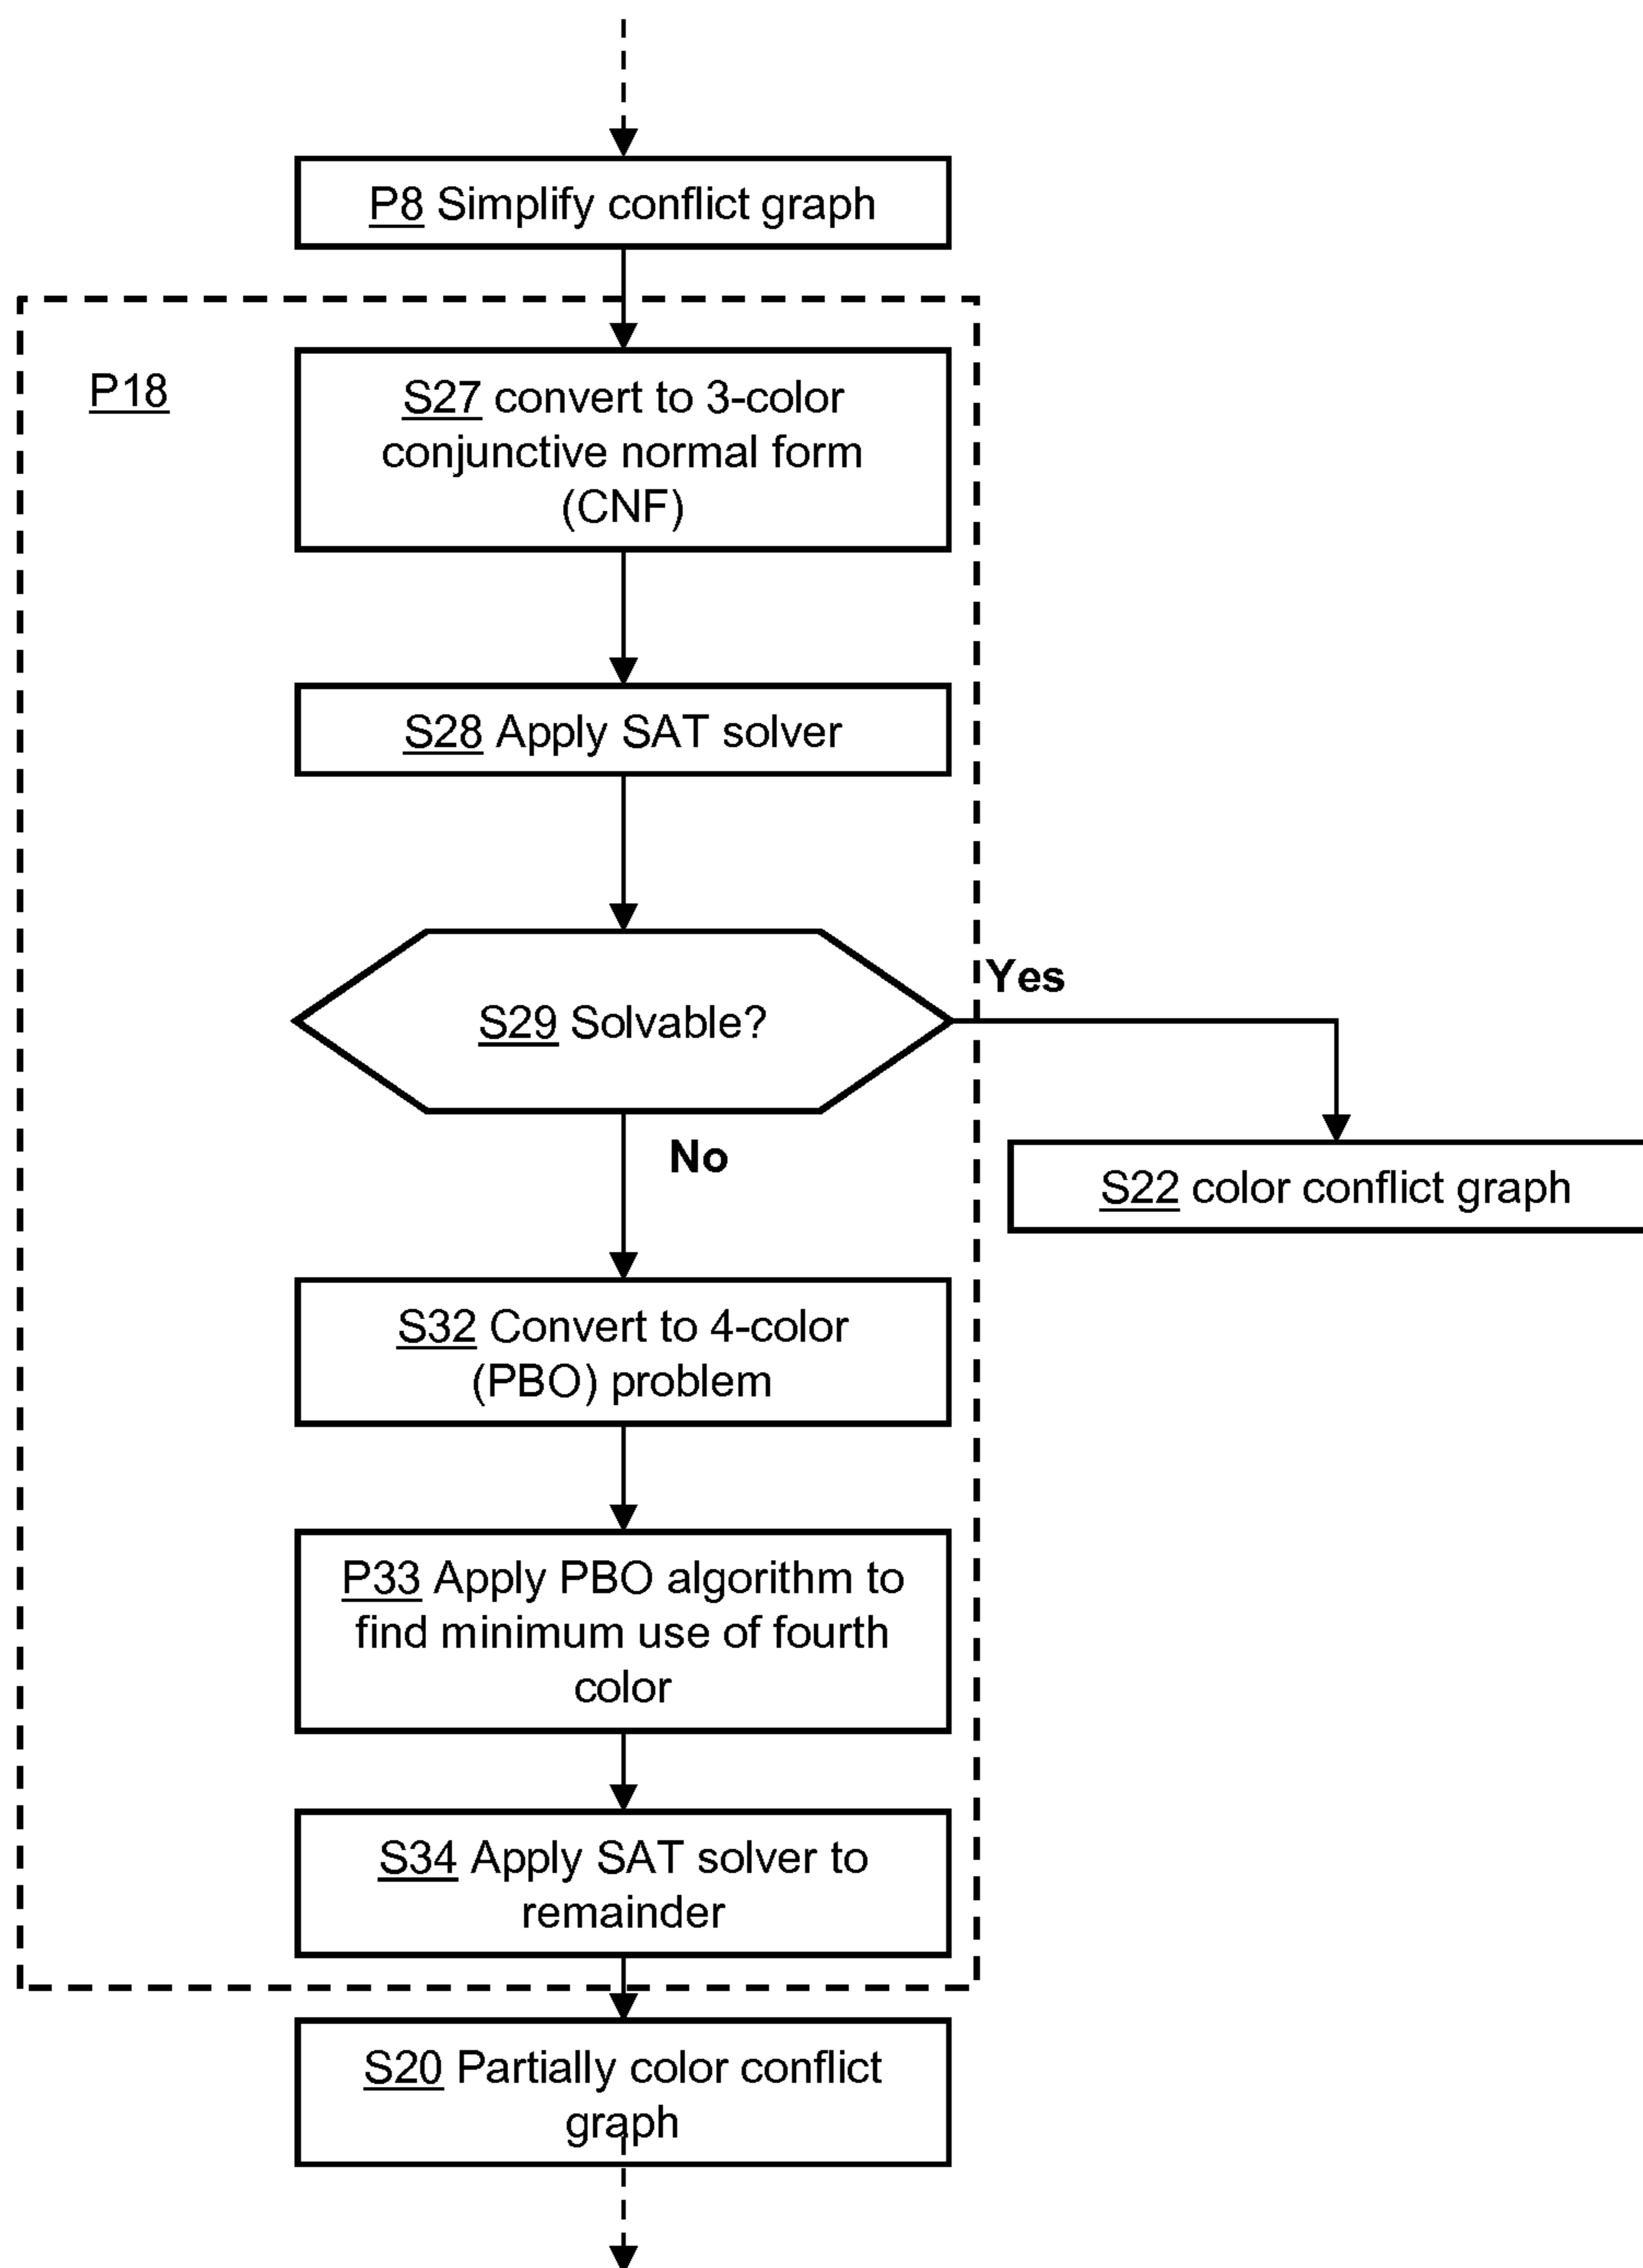 P8 Simplify conflict graph
P18
S27 convert to 3-color
conjunctive normal form
(CNF)
S28 Apply SAT solver
Yes
S29 Solvable?
No
S22 color conflict graph
S32 Convert to 4-color
(PBO) problem
P33 Apply PBO algorithm to
find minimum use of fourth
color
S34 Apply SAT solver to
remainder
S20 Partially color conflict
graph